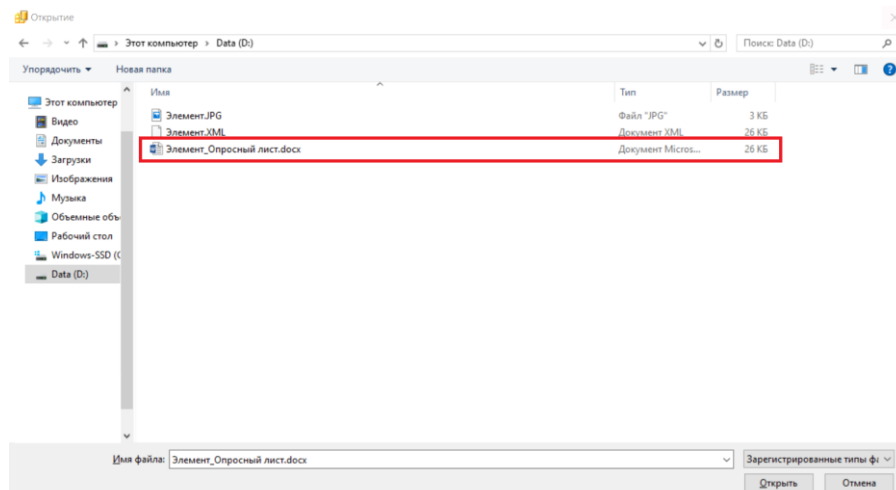 Открытие
Этот компьютер > Data (D:)
Поиск: Data (D:)
Упорядочить
Новая папка
Имя
Тип
Размер
Этот компьютер
Видео
Документы
Загрузки
Изображения
Музыка
Объемные объ
Рабочий стол
Windows-SSD (C
Data (D:)
Элемент.JPG
Файл "JPG"
3 КБ
Элемент.XML
Документ XML
26 КБ
Элемент_Опросный лист.docx
Документ Micros...
26 КБ
Имя файла:
Элемент_Опросный лист.docx
Зарегистрированные типы фа
Открыть
Отмена